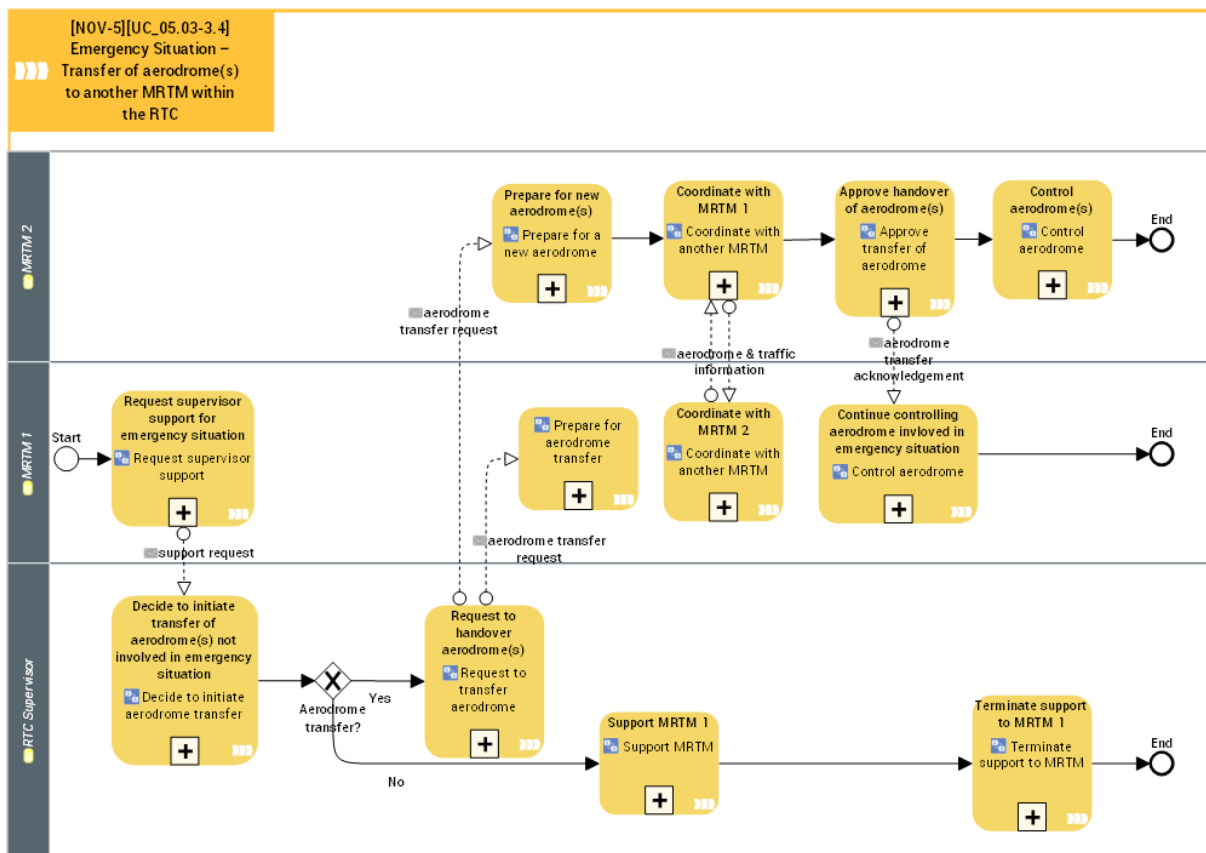 [NOV-5][UC_05.03-3.4]
Emergency Situation –
Transfer of aerodrome(s)
to another MRTM within
the RTC
MRTM 2
Prepare for new
aerodrome(s)
Prepare for a
new aerodrome
Coordinate with
MRTM 1
Coordinate with
another MRTM
Approve handover
of aerodrome(s)
Approve
transfer of
aerodrome
Control
aerodrome(s)
Control
aerodrome
End
aerodrome
transfer request
aerodrome & traffic
information
aerodrome
transfer
acknowledgement
MRTM 1
Start
Request supervisor
support for
emergency situation
Request supervisor
support
Prepare for
aerodrome
transfer
Coordinate with
MRTM 2
Coordinate with
another MRTM
Continue controlling
aerodrome invloved in
emergency situation
Control aerodrome
End
support request
aerodrome transfer
request
RTC Supervisor
Decide to initiate
transfer of
aerodrome(s) not
involved in emergency
situation
Decide to initiate
aerodrome transfer
Aerodrome
transfer?
Yes
No
Request to
handover
aerodrome(s)
Request to
transfer
aerodrome
Support MRTM 1
Support MRTM
Terminate support
to MRTM 1
Terminate
support to MRTM
End